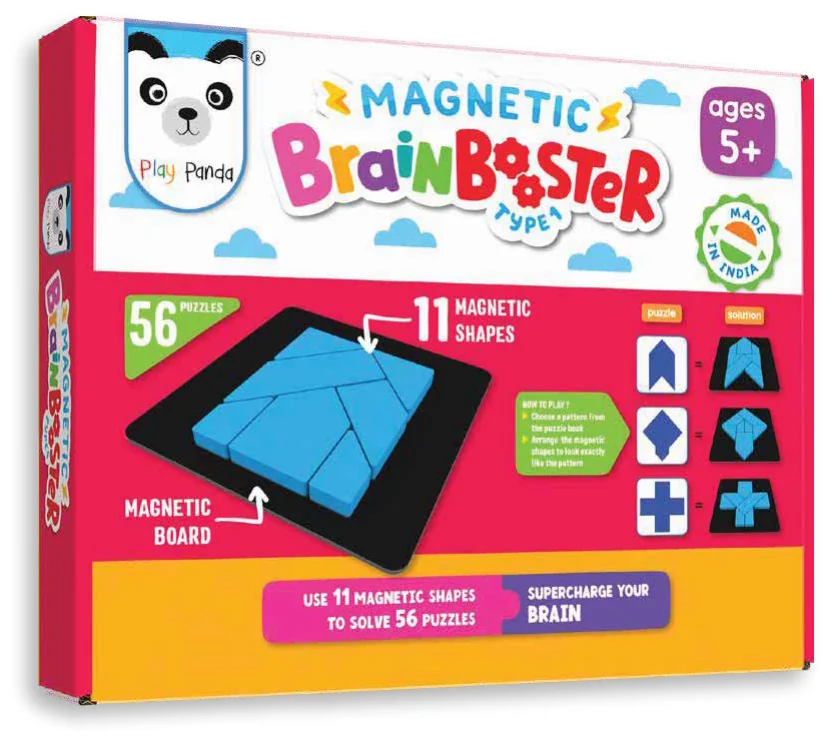 Play Panda
®
MAGNETIC
BrainBooster
TYPE 1
ages
5+
MADE
IN INDIA
56 PUZZLES
11 MAGNETIC
SHAPES
puzzle
solution
=
HOW TO PLAY ?
Choose a pattern from
the puzzle book
=
Arrange the magnetic
shapes to look exactly
like the pattern
=
MAGNETIC
BOARD
USE 11 MAGNETIC SHAPES
TO SOLVE 56 PUZZLES
SUPERCHARGE YOUR
BRAIN
MAGNETIC
BrainBooster